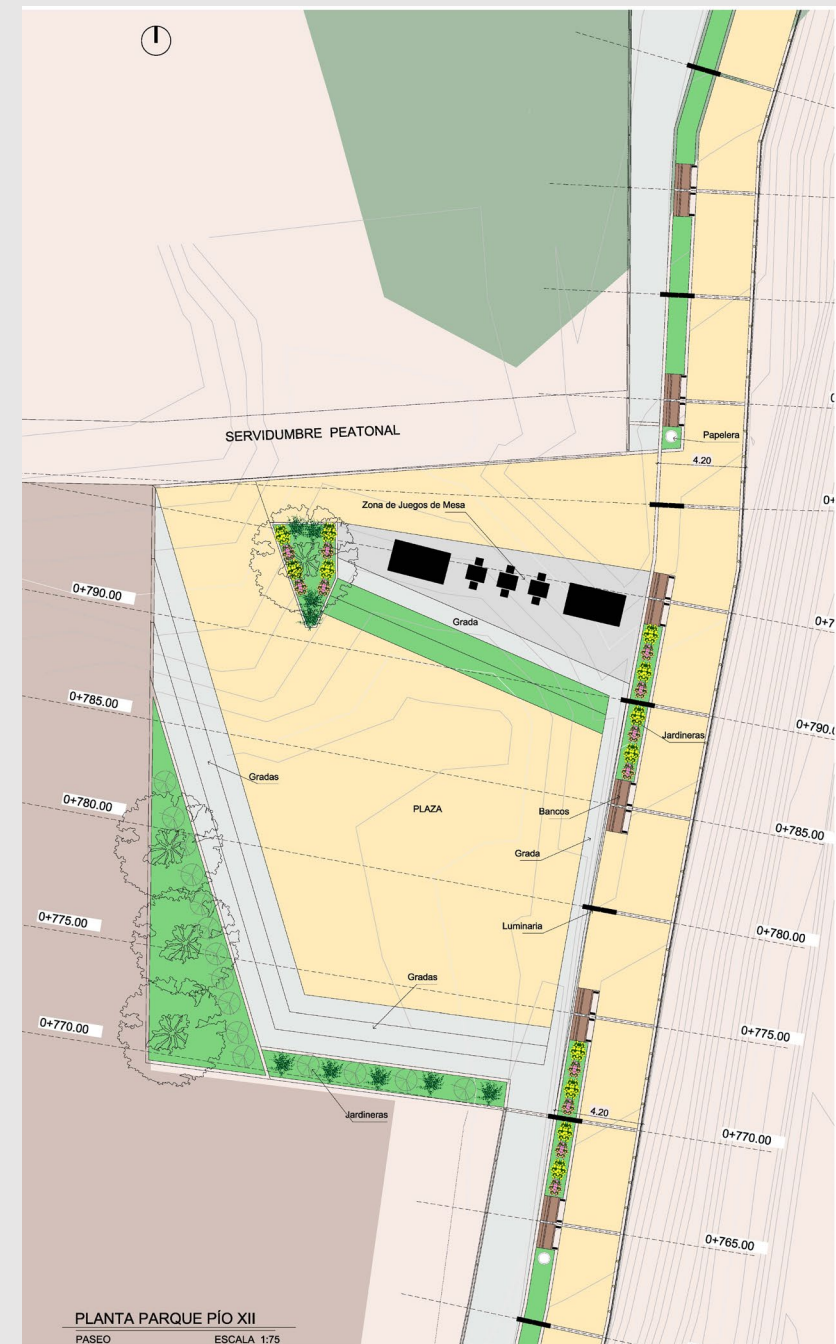 SERVIDUMBRE PEATONAL
Papelera
4.20
Zona de Juegos de Mesa
0+790.00
Grada
0+785.00
Jardineras
Gradas
0+780.00
PLAZA
Bancos
0+785.00
Grada
0+775.00
Luminaria
0+780.00
Gradas
0+770.00
0+775.00
Jardineras
4.20
0+770.00
0+765.00
PLANTA PARQUE PÍO XII
PASEO ESCALA 1:75